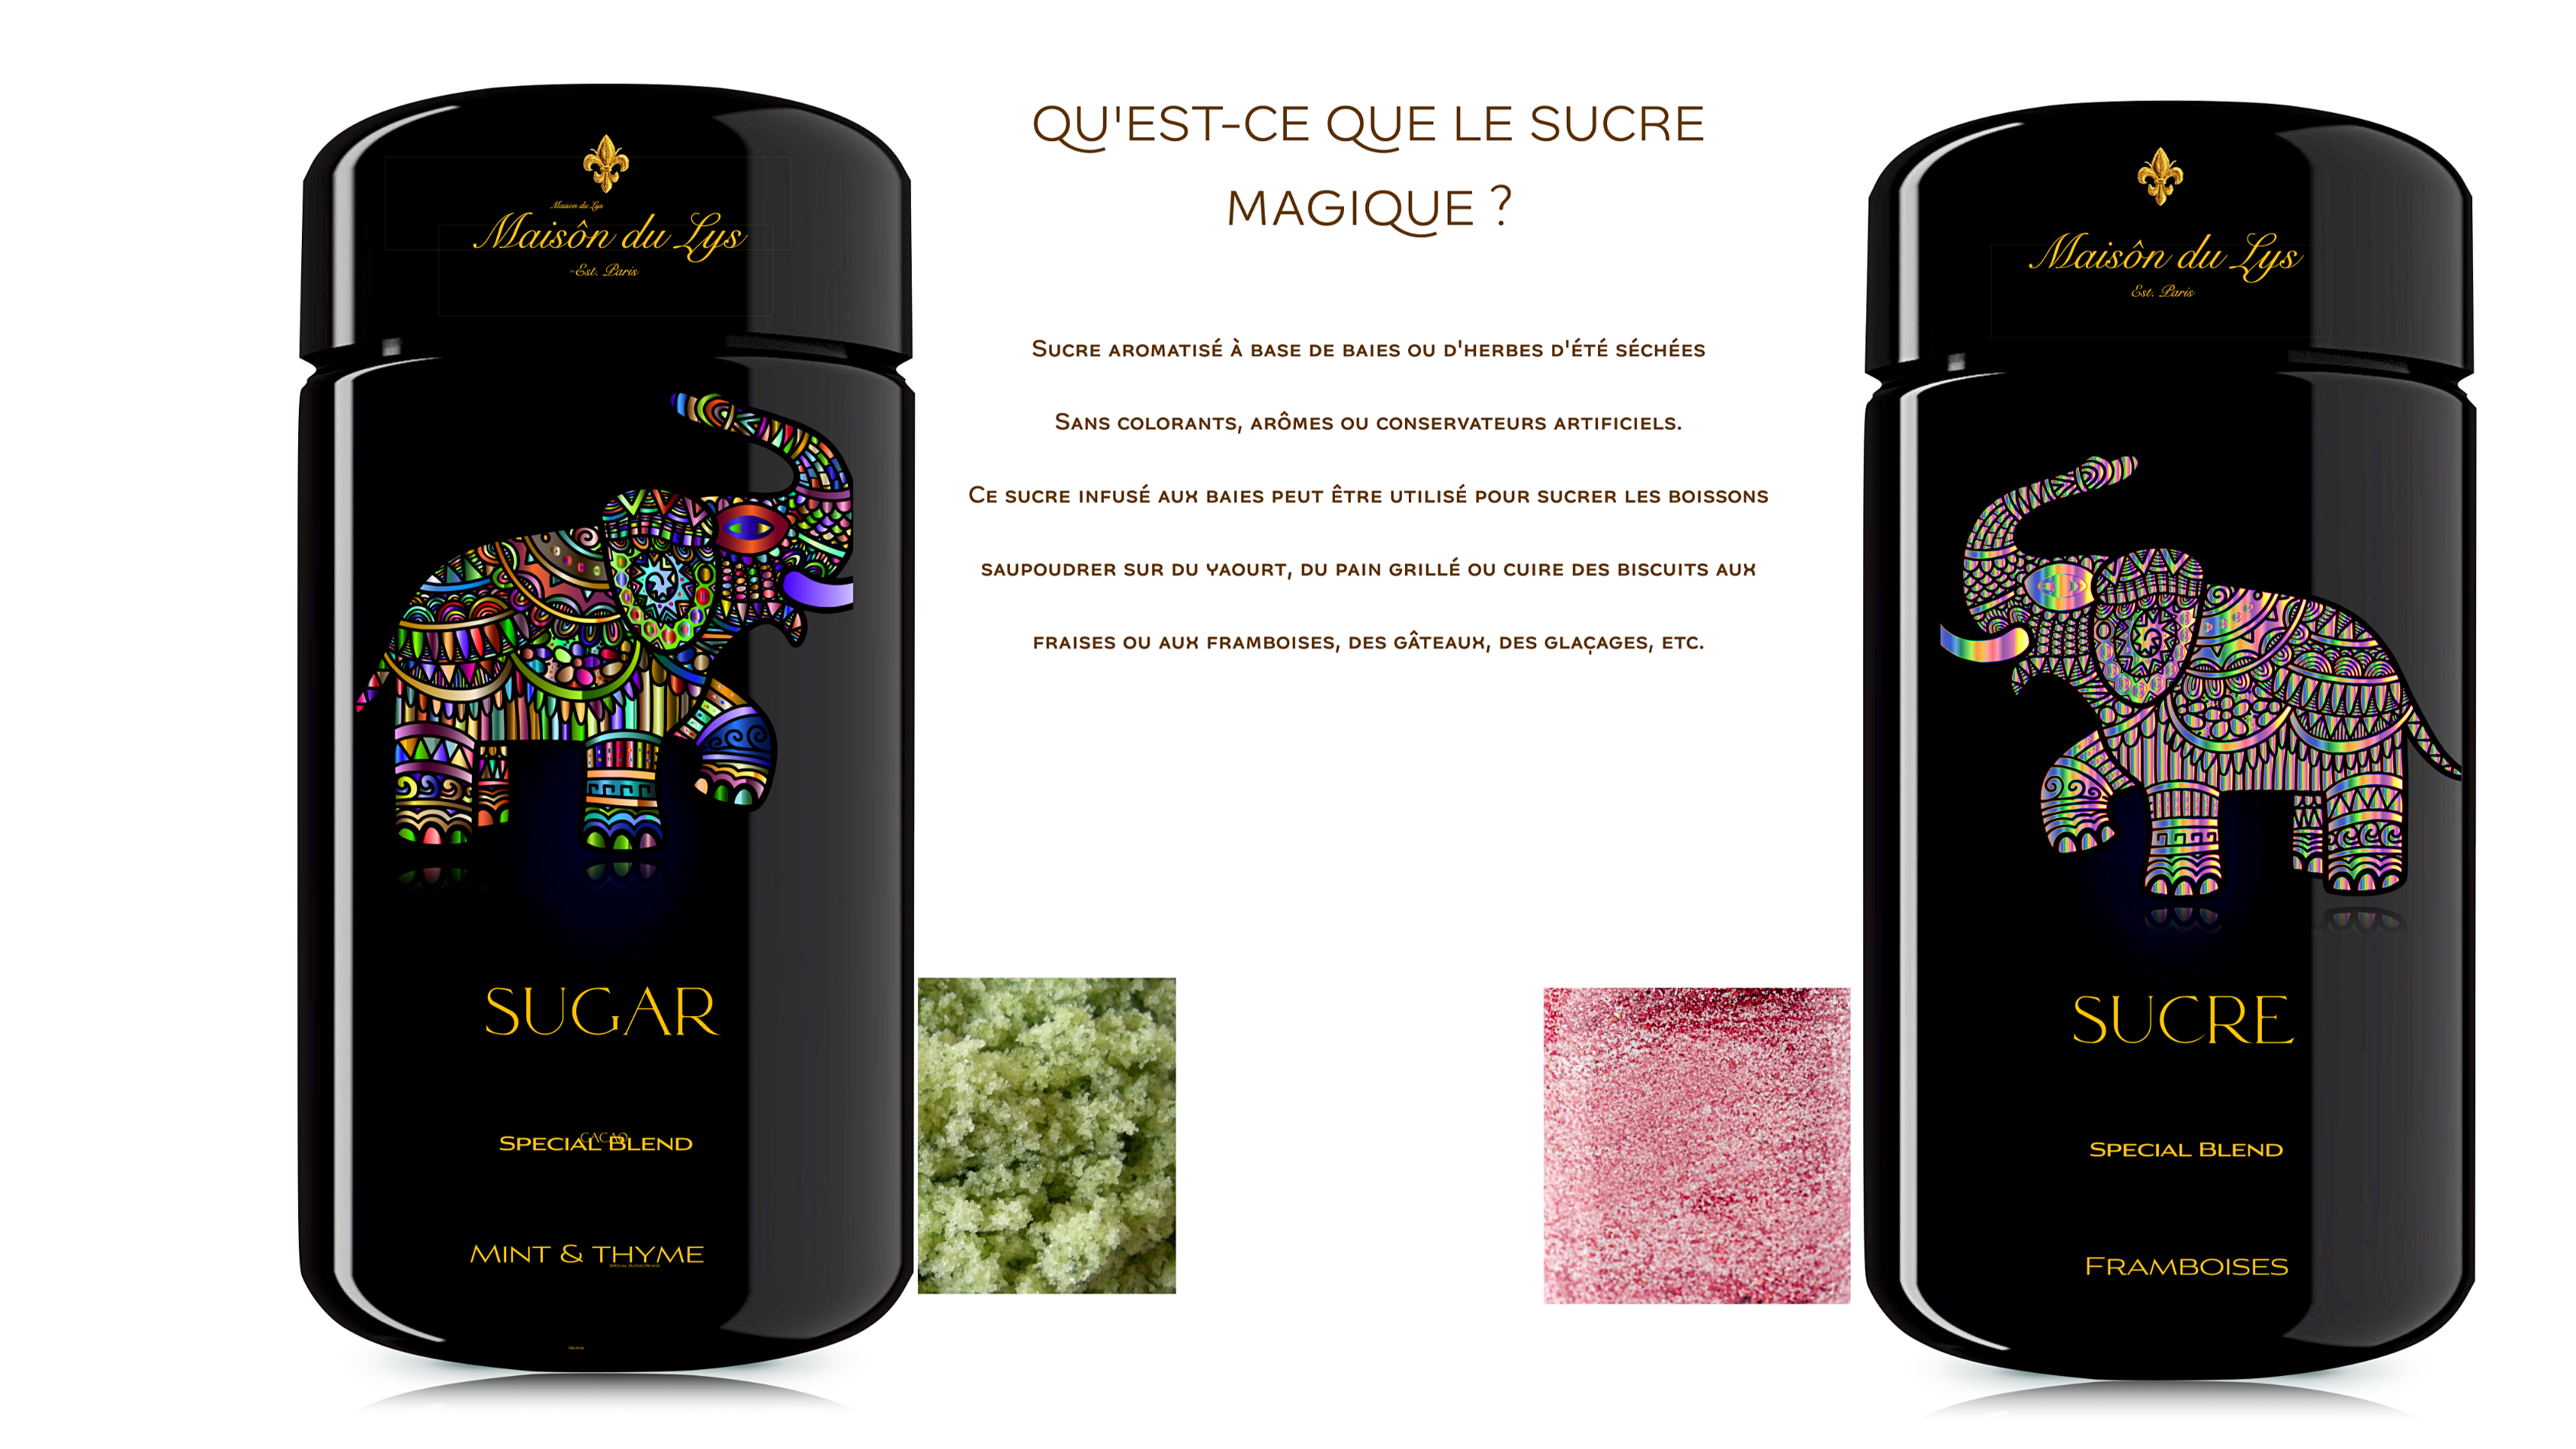 Maison du Lys
Maisôn du Lys
Est. Paris
SUGAR
CACAO
SPECIAL BLEND
MINT & THYME
SPECIAL BLEND BEANS
QU'EST-CE QUE LE SUCRE
MAGIQUE ?
SUCRE AROMATISÉ À BASE DE BAIES OU D'HERBES D'ÉTÉ SÉCHÉES
SANS COLORANTS, ARÔMES OU CONSERVATEURS ARTIFICIELS.
CE SUCRE INFUSÉ AUX BAIES PEUT ÊTRE UTILISÉ POUR SUCRER LES BOISSONS
SAUPOUDRER SUR DU YAOURT, DU PAIN GRILLÉ OU CUIRE DES BISCUITS AUX
FRAISES OU AUX FRAMBOISES, DES GÂTEAUX, DES GLAÇAGES, ETC.
Maisôn du Lys
Est. Paris
SUCRE
SPECIAL BLEND
FRAMBOISES